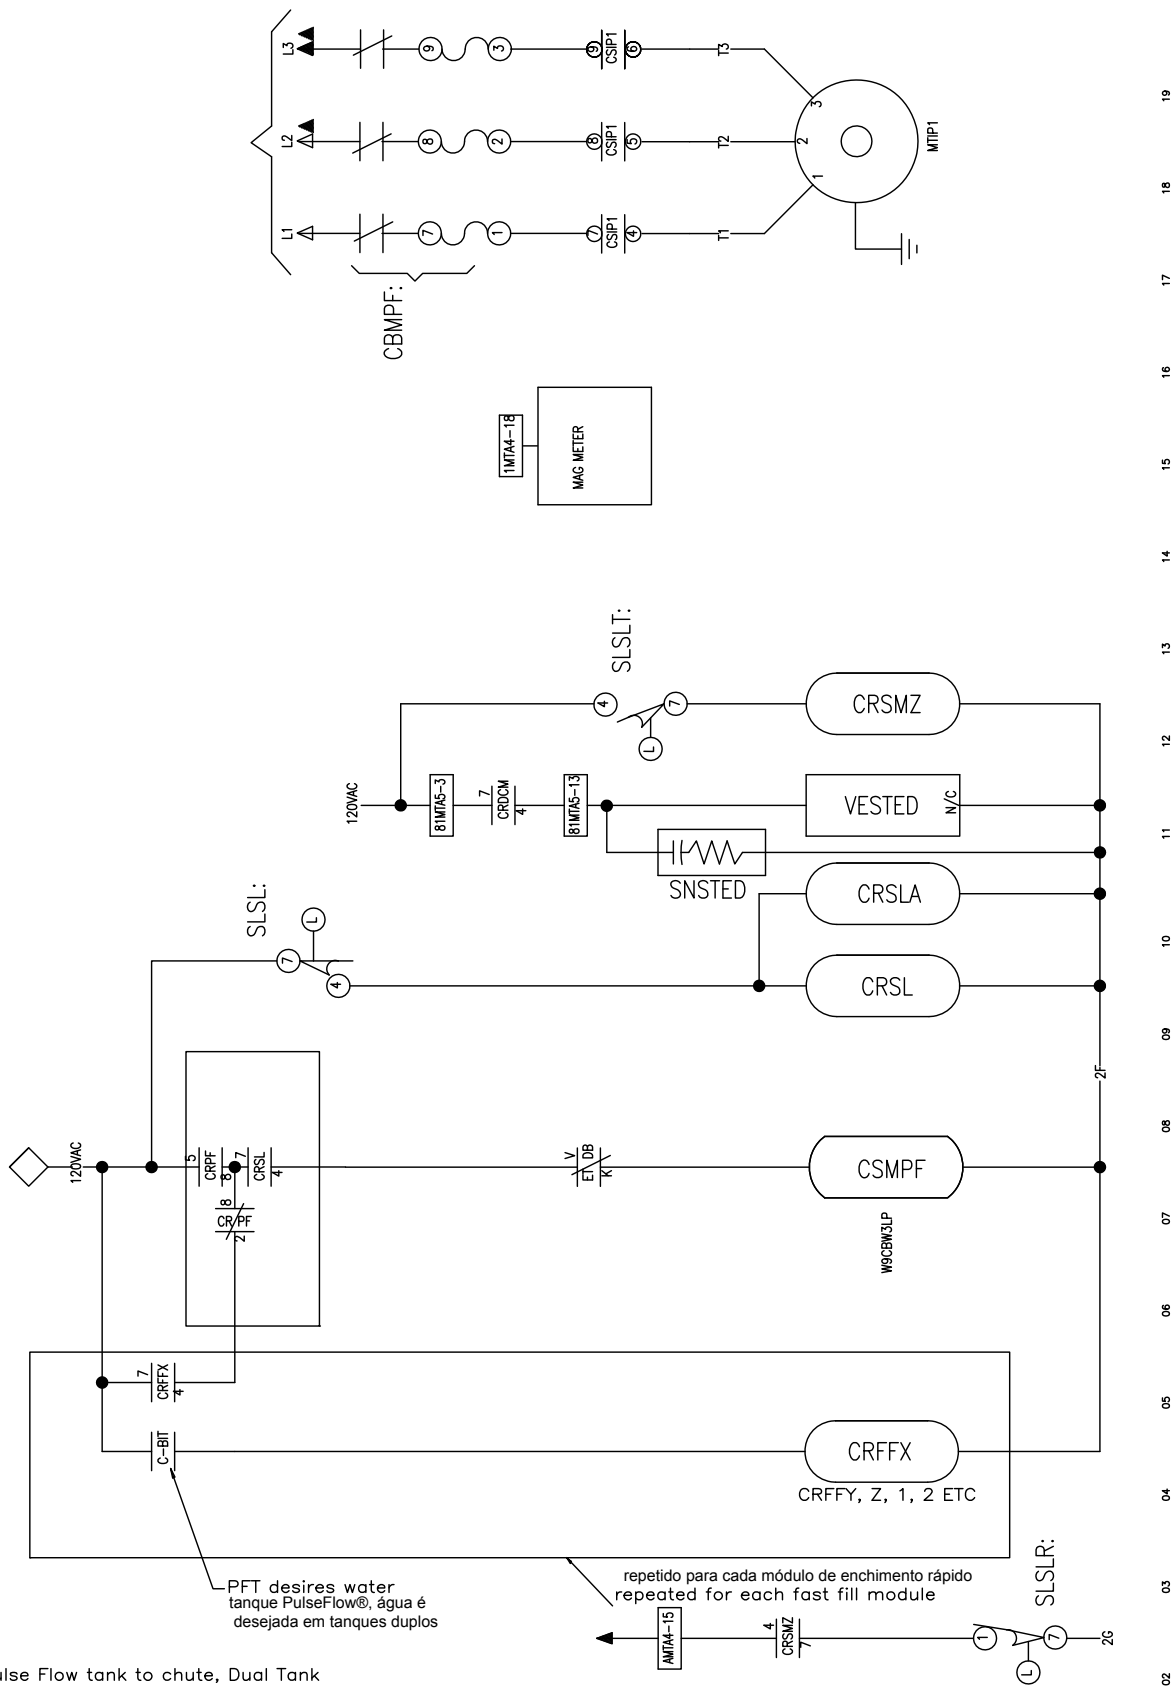 L3
9
3
9
CSIP1
6
T3
3
L2
8
2
8
CSIP1
5
T2
2
MTIP1
L1
7
1
7
CSIP1
4
T1
1
CBMPF:
1MTA4-18
MAG METER
SLSLT:
4
7
L
CRSMZ
120VAC
81MTA5-3
7
CRDCM
4
81MTA5-13
VESTED
N/C
SNSTED
SLSL:
7
L
4
CRSLA
CRSL
2F
120VAC
5
CRPF
8
7
CRSL
4
8
CRPF
2
V
ET DB
K
CSMPF
W9CBW3LP
7
CRFFX
4
C-BIT
CRFFX
CRFFY, Z, 1, 2 ETC
PFT desires water
tanque PulseFlow®, água é
desejada em tanques duplos
repetido para cada módulo de enchimento rápido
repeated for each fast fill module
AMTA4-15
4
CRSMZ
7
1
7
L
SLSLR:
2G
ulse Flow tank to chute, Dual Tank
19
18
17
16
15
14
13
12
11
10
09
08
07
06
05
04
03
02